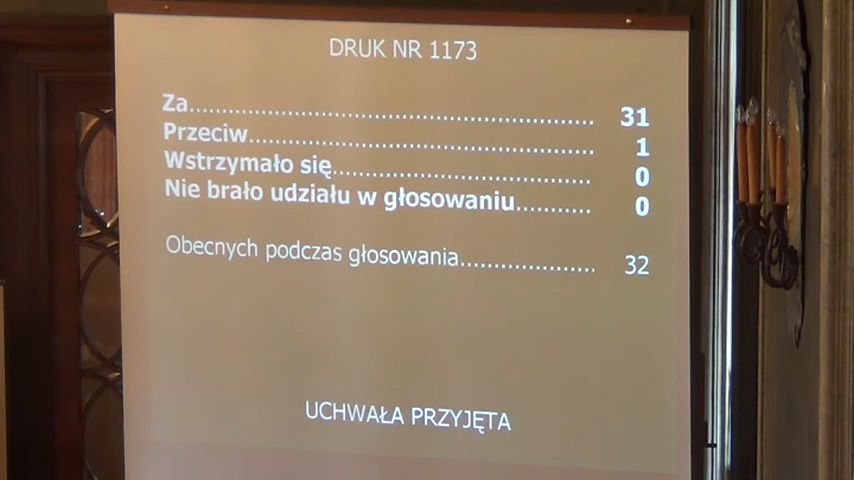 DRUK NR 1173
Za.......................................................... 31
Przeciw.................................................. 1
Wstrzymało się..................................... 0
Nie brało udziału w głosowaniu........... 0
Obecnych podczas głosowania.................... 32
UCHWAŁA PRZYJĘTA